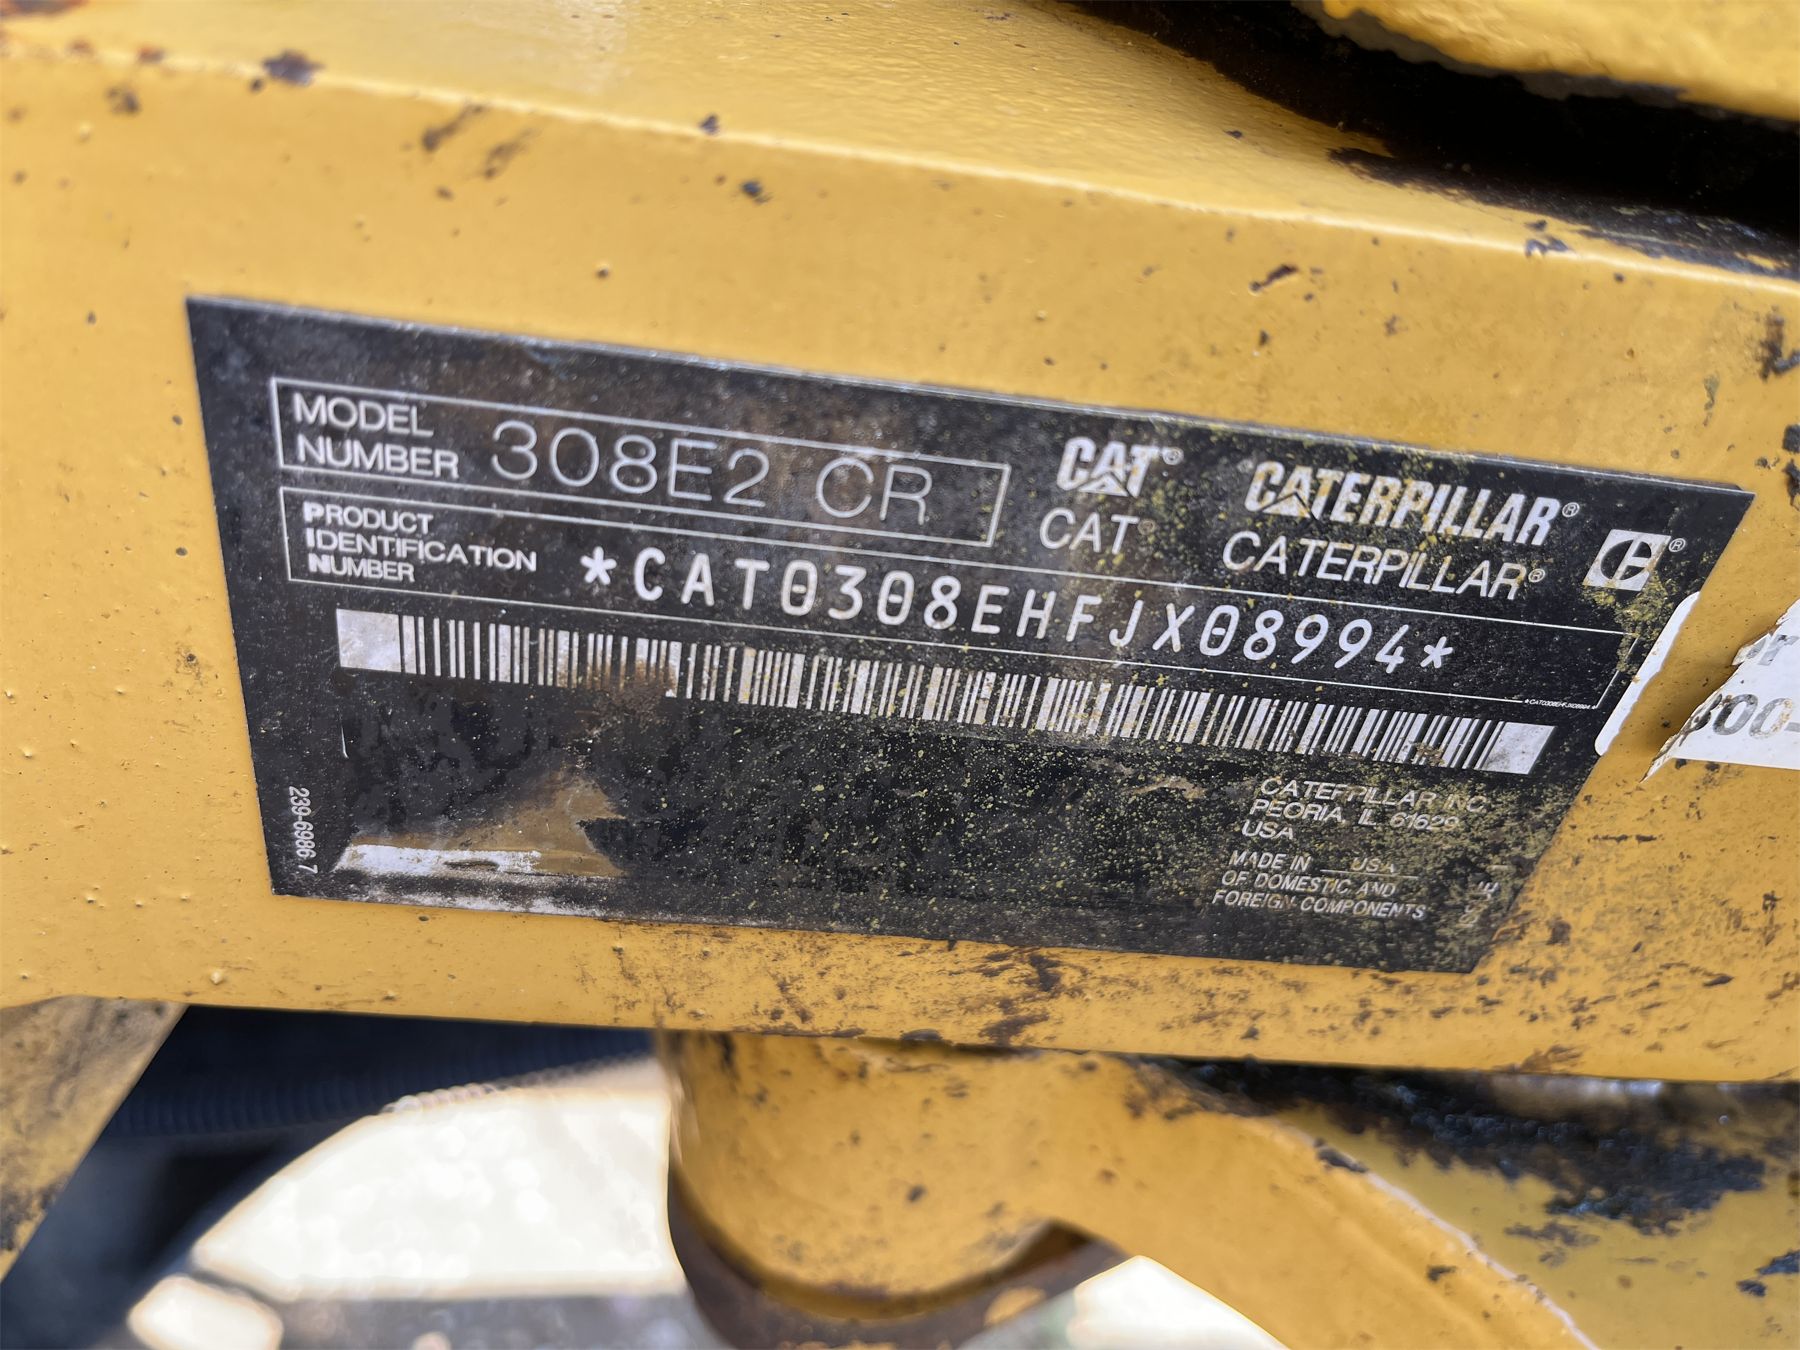 MODEL
NUMBER 308E2 CR
CAT® CATERPILLAR®
CAT® CATERPILLAR®
PRODUCT
IDENTIFICATION
NUMBER
*CAT0308EHFJX08994*
*CAT0308EHFJX08994*
239-6986 7
CATERPILLAR INC.
PEORIA, IL 61629
USA
MADE IN USA
OF DOMESTIC AND
FOREIGN COMPONENTS